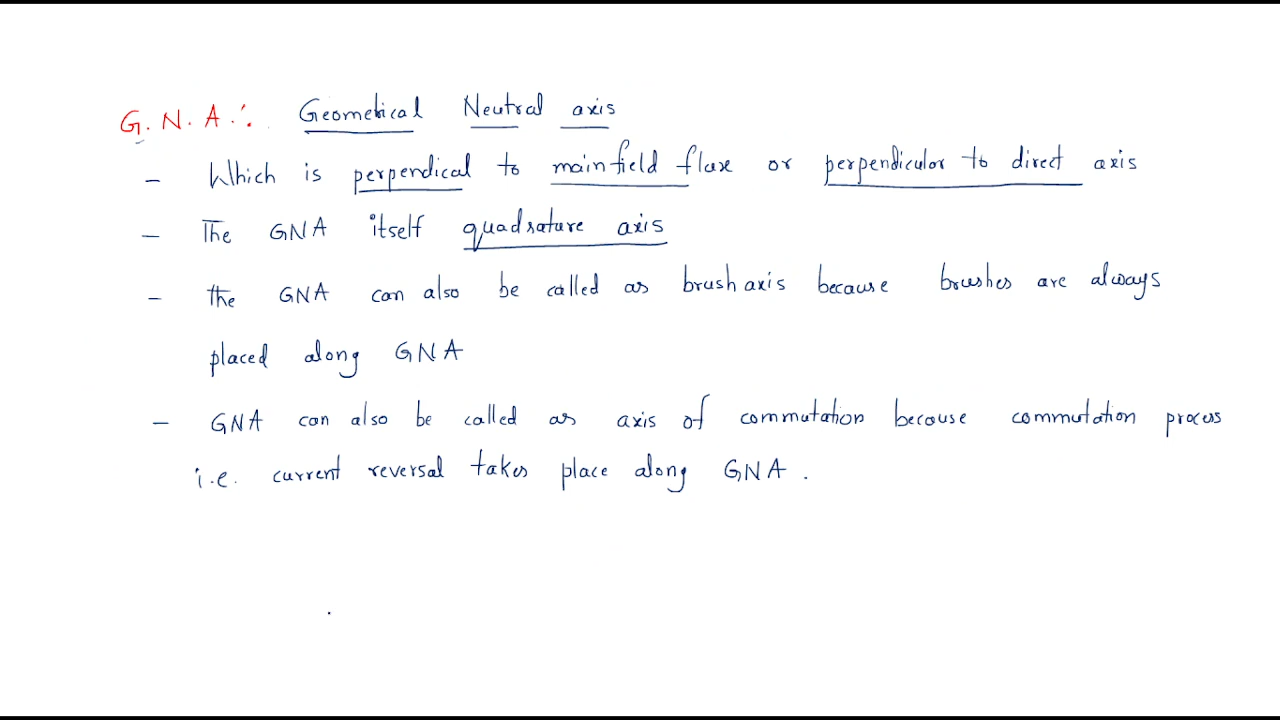 G.N.A.: Geometical Neutral axis
- Which is perpendical to mainfield flux or perpendicular to direct axis
- The GNA itself quadrature axis
- the GNA can also be called as brush axis because brushes are always
placed along GNA
- GNA can also be called as axis of commutation because commutation process
i.e. current reversal takes place along GNA.